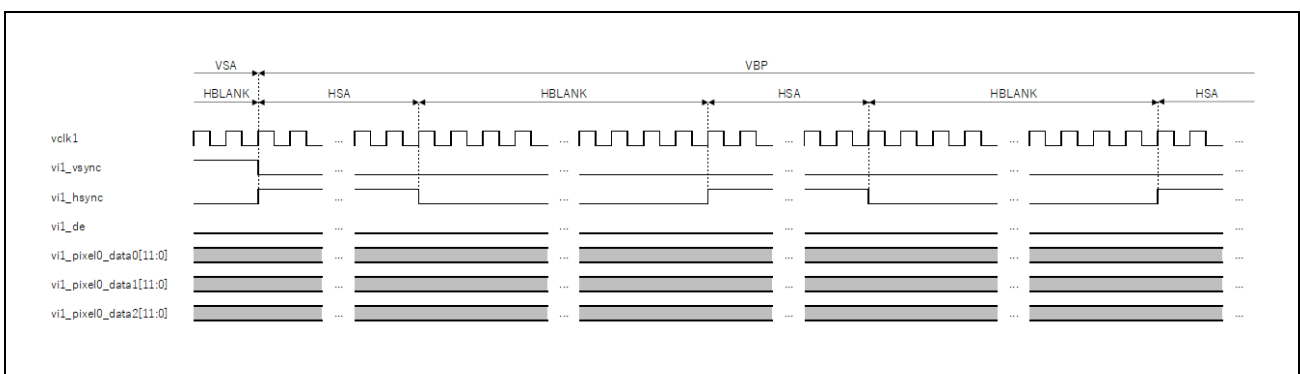 VSA VBP
HBLANK HSA HBLANK HSA HBLANK HSA
vclk1 ... ... ... ... ...
vi1_vsync ... ... ... ... ...
vi1_hsync ... ... ... ... ...
vi1_de ... ... ... ... ...
vi1_pixel0_data0[11:0] ... ... ... ... ...
vi1_pixel0_data1[11:0] ... ... ... ... ...
vi1_pixel0_data2[11:0] ... ... ... ... ...